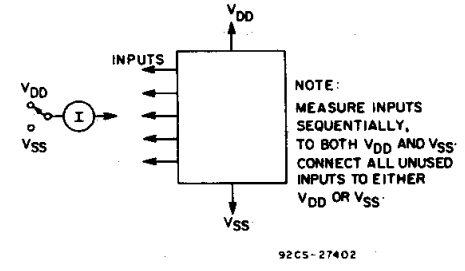 VDD
INPUTS
VDD
I
VSS
NOTE:
MEASURE INPUTS
SEQUENTIALLY,
TO BOTH VDD AND VSS.
CONNECT ALL UNUSED
INPUTS TO EITHER
VDD OR VSS.
VSS
92CS-27402